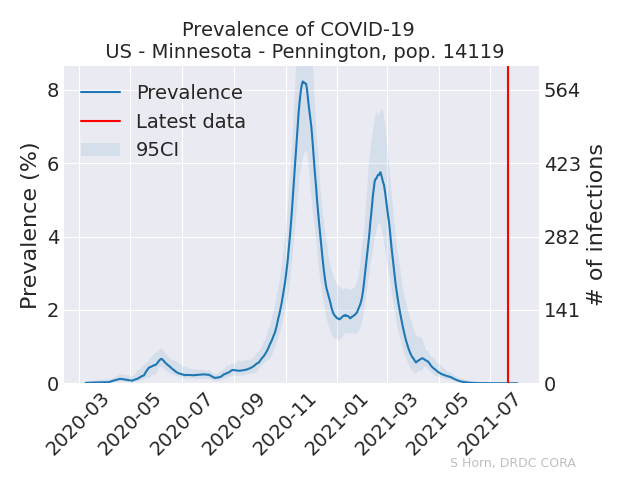 Prevalence of COVID-19
US - Minnesota - Pennington, pop. 14119
Prevalence
Latest data
95CI
Prevalence (%)
8
6
4
2
0
564
423
282
141
0
# of infections
2020-03
2020-05
2020-07
2020-09
2020-11
2021-01
2021-03
2021-05
2021-07
S Horn, DRDC CORA